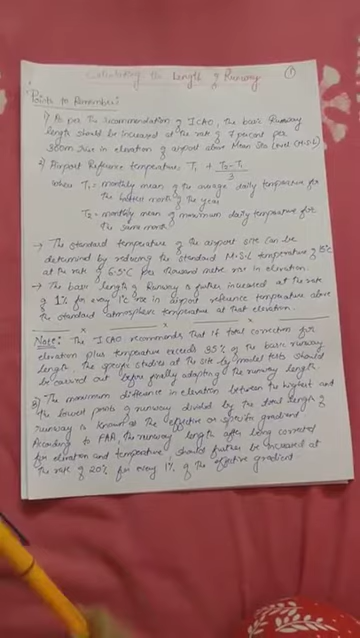 Calculating the Length of Runway
1
Points to Remember:
1) As per the recommendation of ICAO, the basic Runway
length should be increased at the rate of 7 percent per
300m rise in elevation of airport above Mean Sea Level (M.S.L)
2) Airport Reference temperature, T1 + T2-T1/3
where T1 = monthly mean of the average daily temperature for
the hottest month of the year
T2 = monthly mean of maximum daily temperature for
the same month
→ The standard temperature of the airport site can be
determined by reducing the standard M.S.L temperature of 15°C
at the rate of 6.5°C per thousand metre rise in elevation.
→ The basic length of Runway is further increased at the rate
of 1% for every 1°C rise in airport reference temperature above
the standard atmospheric temperature at that elevation.
x x
Note: The ICAO recommends that if total correction for
elevation plus temperature exceeds 35% of the basic runway
length. The specific studies at the site by model tests should
be carried out before finally adapting the runway length.
3) The maximum difference in elevation between the highest and
the lowest points of runway divided by the total length of
runway is known as the effective or specific gradient
According to FAA, the runway length after being corrected
for elevation and temperature should further be increased at
the rate of 20% for every 1% of the effective gradient